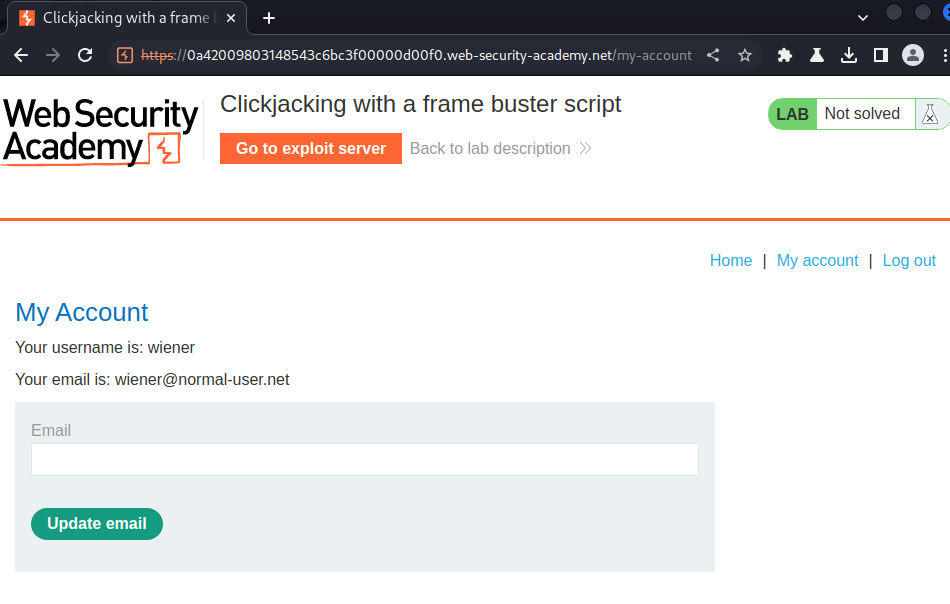 Clickjacking with a frame b
https://0a42009803148543c6bc3f00000d00f0.web-security-academy.net/my-account
Web Security
Academy
Clickjacking with a frame buster script
Go to exploit server
Back to lab description
LAB Not solved
Home | My account | Log out
My Account
Your username is: wiener
Your email is: wiener@normal-user.net
Email
Update email